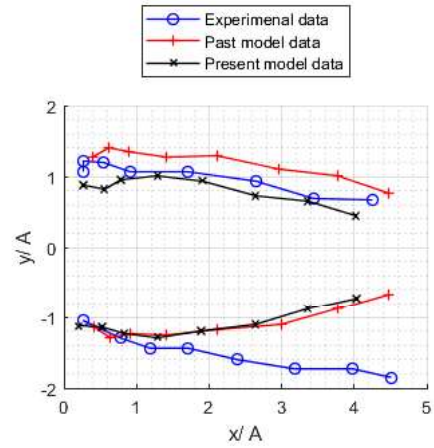 Experimenal data
Past model data
Present model data
2
1
0
-1
-2
y/ A
0 1 2 3 4 5
x/ A